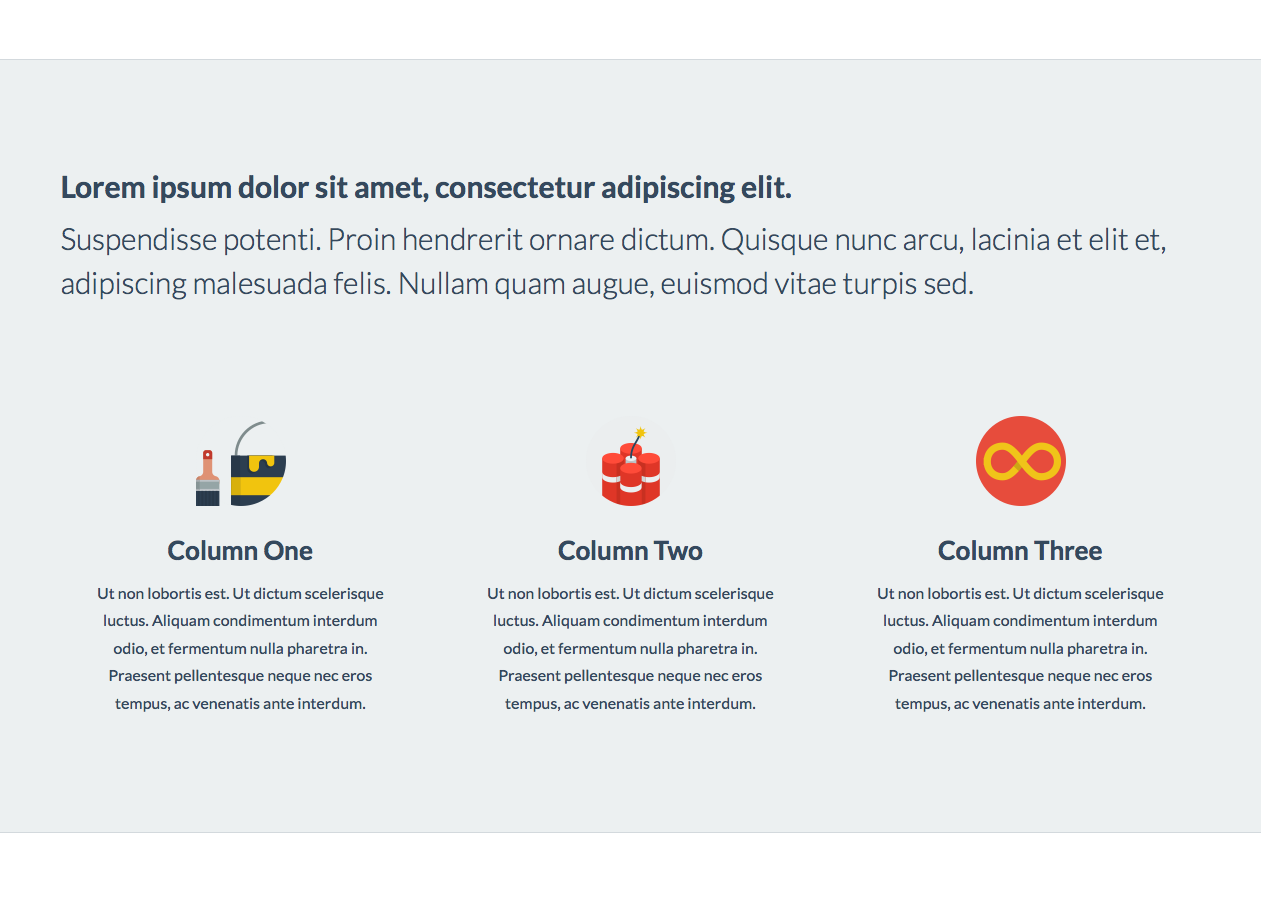 Lorem ipsum dolor sit amet, consectetur adipiscing elit.
Suspendisse potenti. Proin hendrerit ornare dictum. Quisque nunc arcu, lacinia et elit et,
adipiscing malesuada felis. Nullam quam augue, euismod vitae turpis sed.
Column One
Ut non lobortis est. Ut dictum scelerisque
luctus. Aliquam condimentum interdum
odio, et fermentum nulla pharetra in.
Praesent pellentesque neque nec eros
tempus, ac venenatis ante interdum.
Column Two
Ut non lobortis est. Ut dictum scelerisque
luctus. Aliquam condimentum interdum
odio, et fermentum nulla pharetra in.
Praesent pellentesque neque nec eros
tempus, ac venenatis ante interdum.
Column Three
Ut non lobortis est. Ut dictum scelerisque
luctus. Aliquam condimentum interdum
odio, et fermentum nulla pharetra in.
Praesent pellentesque neque nec eros
tempus, ac venenatis ante interdum.